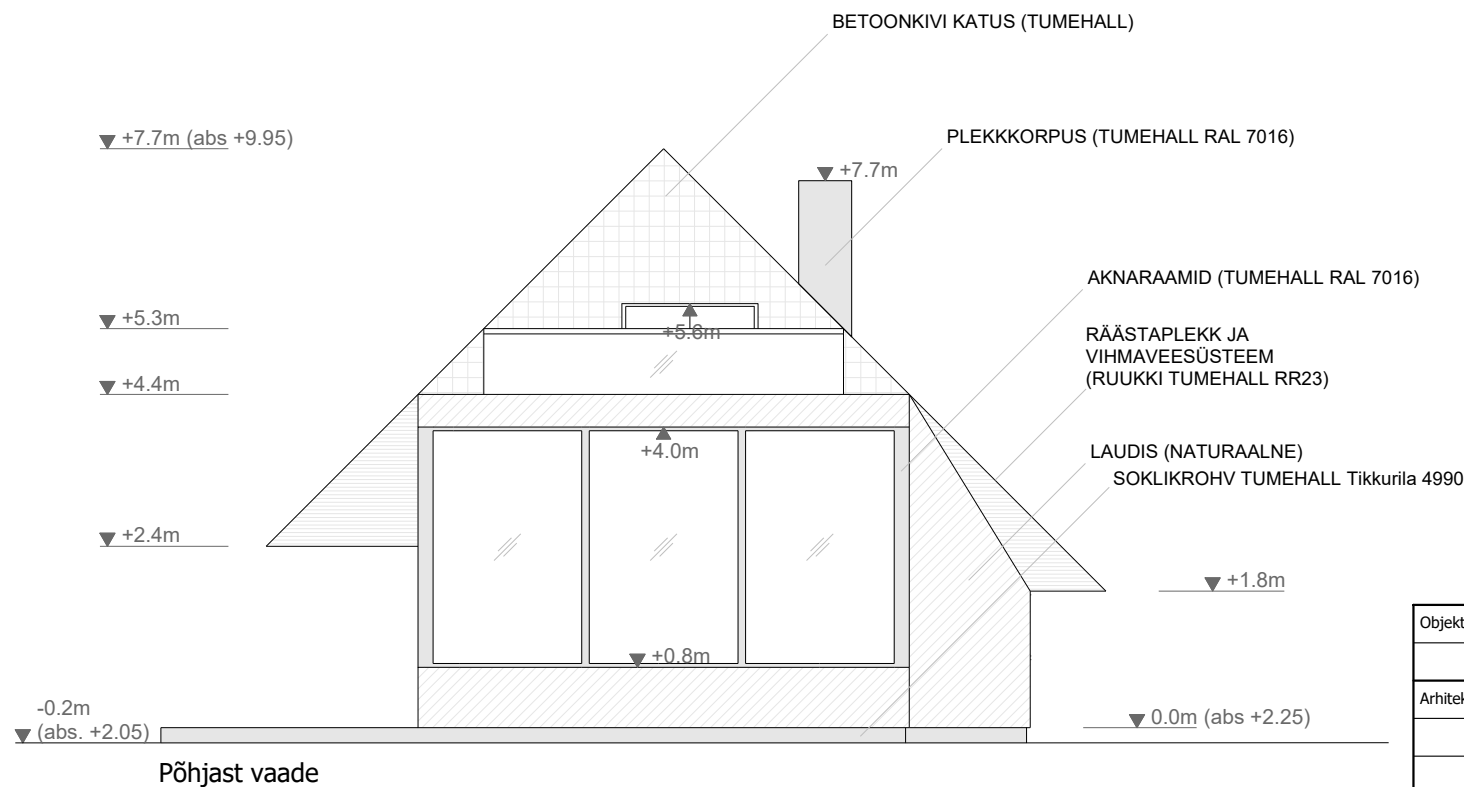 BETOONKIVI KATUS (TUMEHALL)
+7.7m (abs +9.95)
PLEKKKORPUS (TUMEHALL RAL 7016)
+7.7m
AKNARAAMID (TUMEHALL RAL 7016)
+5.3m
+5.6m
RÄÄSTAPLEKK JA
VIHMAVEESÜSTEEM
(RUUKKI TUMEHALL RR23)
+4.4m
+4.0m
LAUDIS (NATURAALNE)
SOKLIKROHV TUMEHALL Tikkurila 4990
+2.4m
+1.8m
Objekt
+0.8m
Arhitek
-0.2m
(abs. +2.05)
0.0m (abs +2.25)
Põhjast vaade